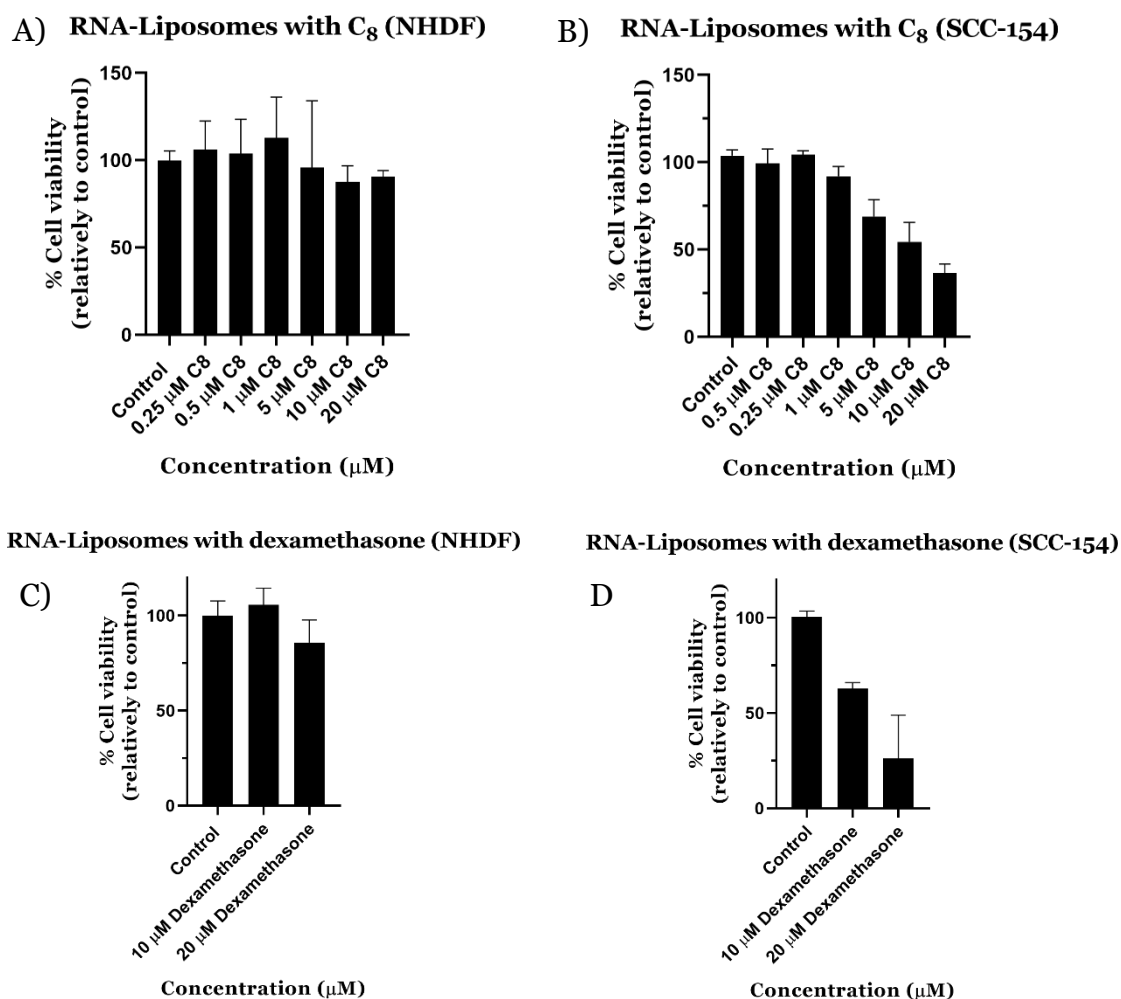 A) RNA-Liposomes with C₈ (NHDF)
% Cell viability
(relatively to control)
150
100
50
0
Control
0.25 μM C8
0.5 μM C8
1 μM C8
5 μM C8
10 μM C8
20 μM C8
Concentration (μM)
B) RNA-Liposomes with C₈ (SCC-154)
% Cell viability
(relatively to control)
150
100
50
0
Control
0.5 μM C8
0.25 μM C8
1 μM C8
5 μM C8
10 μM C8
20 μM C8
Concentration (μM)
RNA-Liposomes with dexamethasone (NHDF)
C)
% Cell viability
(relatively to control)
100
50
0
Control
10 μM Dexamethasone
20 μM Dexamethasone
Concentration (μM)
RNA-Liposomes with dexamethasone (SCC-154)
D
% Cell viability
(relatively to control)
100
50
0
Control
10 μM Dexamethasone
20 μM Dexamethasone
Concentration (μM)